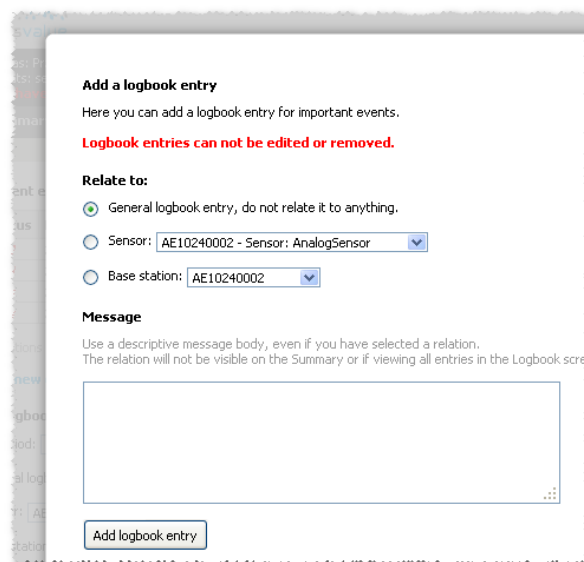 Add a logbook entry
Here you can add a logbook entry for important events.
Logbook entries can not be edited or removed.
Relate to:
General logbook entry, do not relate it to anything.
Sensor: AE10240002 - Sensor: AnalogSensor
Base station: AE10240002
Message
Use a descriptive message body, even if you have selected a relation.
The relation will not be visible on the Summary or if viewing all entries in the Logbook scre
Add logbook entry